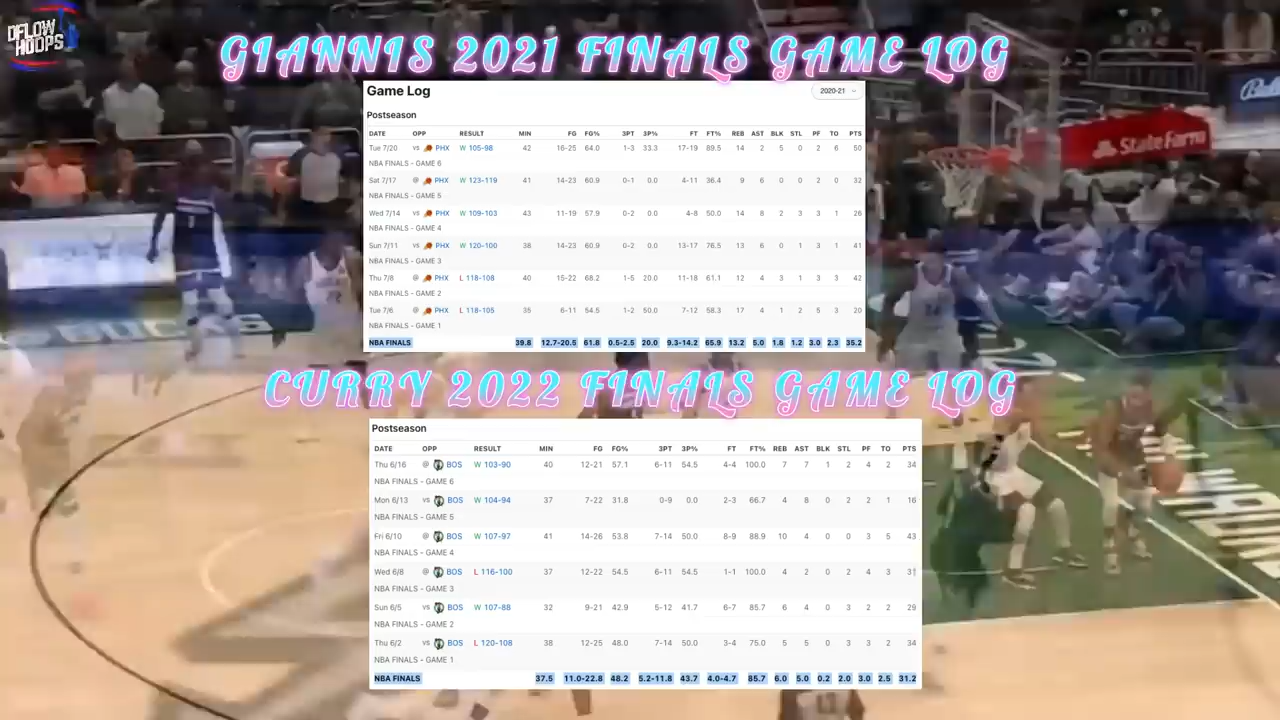 DFLOW
HOOPS
GIANNIS 2021 FINALS GAME LOG
Game Log
2020-21
Postseason
DATE OPP RESULT MIN FG FG% 3PT 3P% FT FT% REB AST BLK STL PF TO PTS
Tue 7/20 vs PHX W 105-98 42 16-25 64.0 1-3 33.3 17-19 89.5 14 2 5 0 2 6 50
NBA FINALS - GAME 6
Sat 7/17 @ PHX W 123-119 41 14-23 60.9 0-1 0.0 4-11 36.4 9 6 0 0 2 0 32
NBA FINALS - GAME 5
Wed 7/14 vs PHX W 109-103 43 11-19 57.9 0-2 0.0 4-8 50.0 14 8 2 3 3 1 26
NBA FINALS - GAME 4
Sun 7/11 vs PHX W 120-100 38 14-23 60.9 0-2 0.0 13-17 76.5 13 6 0 1 3 1 41
NBA FINALS - GAME 3
Thu 7/8 @ PHX L 118-108 40 15-22 68.2 1-5 20.0 11-18 61.1 12 4 3 1 3 3 42
NBA FINALS - GAME 2
Tue 7/6 @ PHX L 118-105 35 6-11 54.5 1-2 50.0 7-12 58.3 17 4 1 2 5 3 20
NBA FINALS - GAME 1
NBA FINALS 39.8 12.7-20.5 61.8 0.5-2.5 20.0 9.3-14.2 65.9 13.2 5.0 1.8 1.2 3.0 2.3 35.2
State Farm
CURRY 2022 FINALS GAME LOG
Postseason
DATE OPP RESULT MIN FG FG% 3PT 3P% FT FT% REB AST BLK STL PF TO PTS
Thu 6/16 @ BOS W 103-90 40 12-21 57.1 6-11 54.5 4-4 100.0 7 7 1 2 4 2 34
NBA FINALS - GAME 6
Mon 6/13 vs BOS W 104-94 37 7-22 31.8 0-9 0.0 2-3 66.7 4 8 0 2 2 1 16
NBA FINALS - GAME 5
Fri 6/10 @ BOS W 107-97 41 14-26 53.8 7-14 50.0 8-9 88.9 10 4 0 0 3 5 43
NBA FINALS - GAME 4
Wed 6/8 @ BOS L 116-100 37 12-22 54.5 6-11 54.5 1-1 100.0 4 2 0 2 4 3 31
NBA FINALS - GAME 3
Sun 6/5 vs BOS W 107-88 32 9-21 42.9 5-12 41.7 6-7 85.7 6 4 0 3 2 2 29
NBA FINALS - GAME 2
Thu 6/2 vs BOS L 120-108 38 12-25 48.0 7-14 50.0 3-4 75.0 5 5 0 3 3 2 34
NBA FINALS - GAME 1
NBA FINALS 37.5 11.0-22.8 48.2 5.2-11.8 43.7 4.0-4.7 85.7 6.0 5.0 0.2 2.0 3.0 2.5 31.2